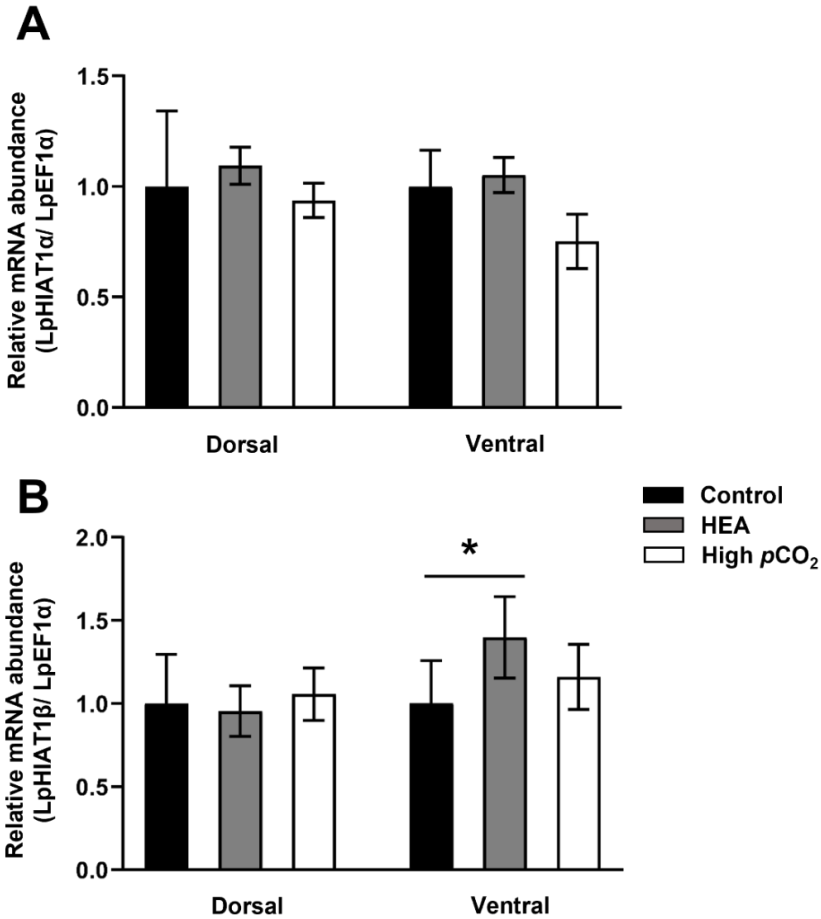 A
Relative mRNA abundance
(LpHIAT1α/ LpEF1α)
1.5
1.0
0.5
0.0
Dorsal
Ventral
B
Relative mRNA abundance
(LpHIAT1β/ LpEF1α)
2.0
1.5
1.0
0.5
0.0
*
Dorsal
Ventral
Control
HEA
High pCO₂